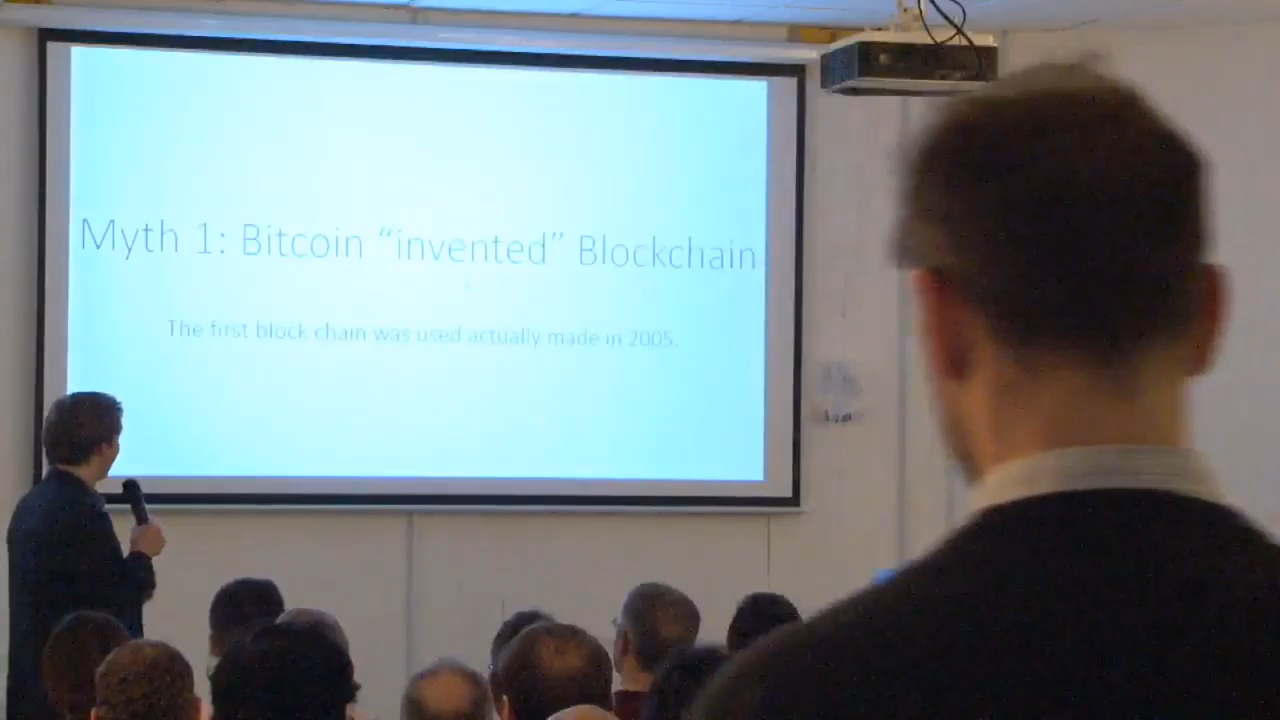 Myth 1: Bitcoin “invented” Blockchain
The first block chain was used actually made in 2005.